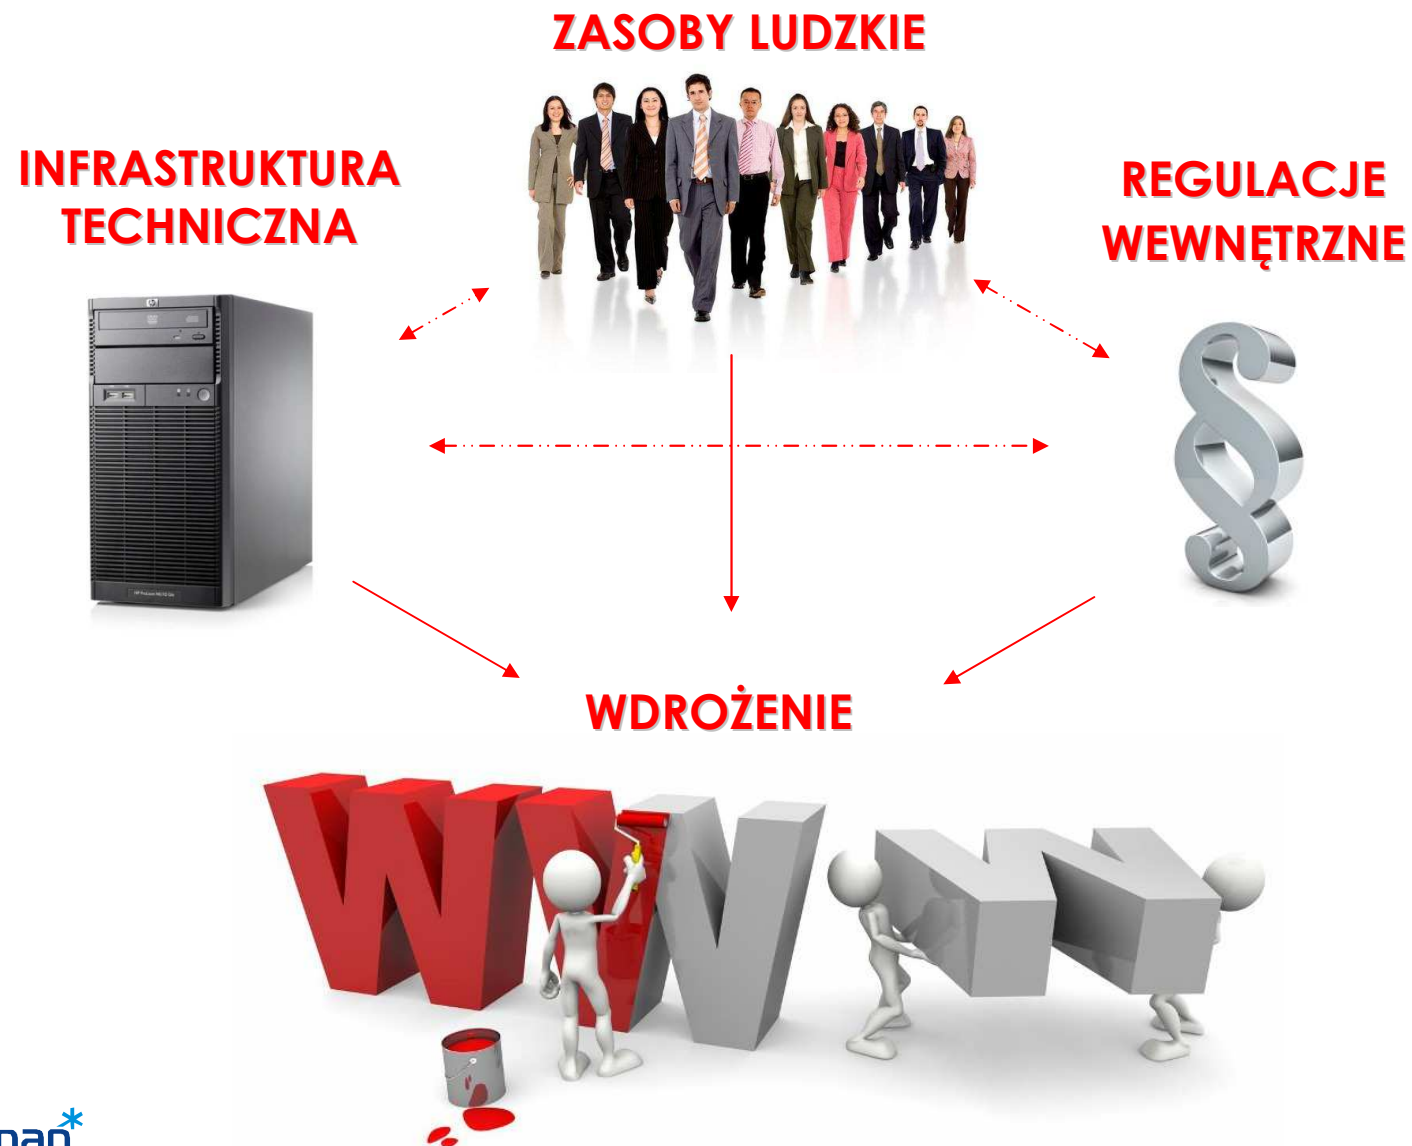 ZASOBY LUDZKIE
INFRASTRUKTURA
TECHNICZNA
REGULACJE
WEWNĘTRZNE
WDROŻENIE
WWW